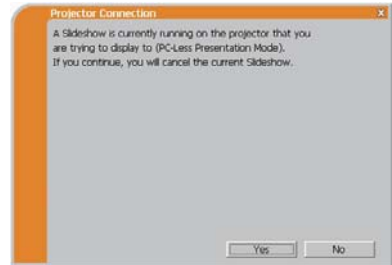 Projector Connection
X
A Slideshow is currently running on the projector that you
are trying to display to (PC-Less Presentation Mode).
If you continue, you will cancel the current Slideshow.
Yes No